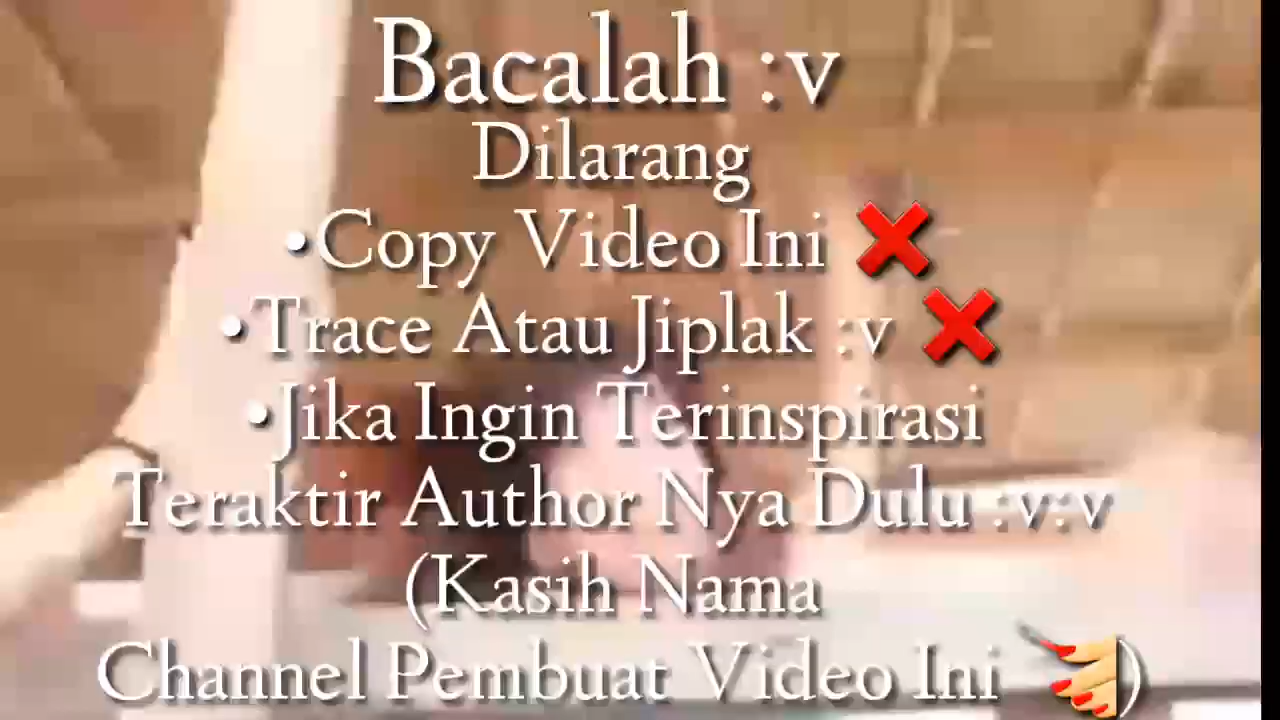 Bacalah :v
Dilarang
•Copy Video Ini ❌
•Trace Atau Jiplak :v ❌
•Jika Ingin Terinspirasi
Teraktir Author Nya Dulu :v:v
(Kasih Nama
Channel Pembuat Video Ini 💅)